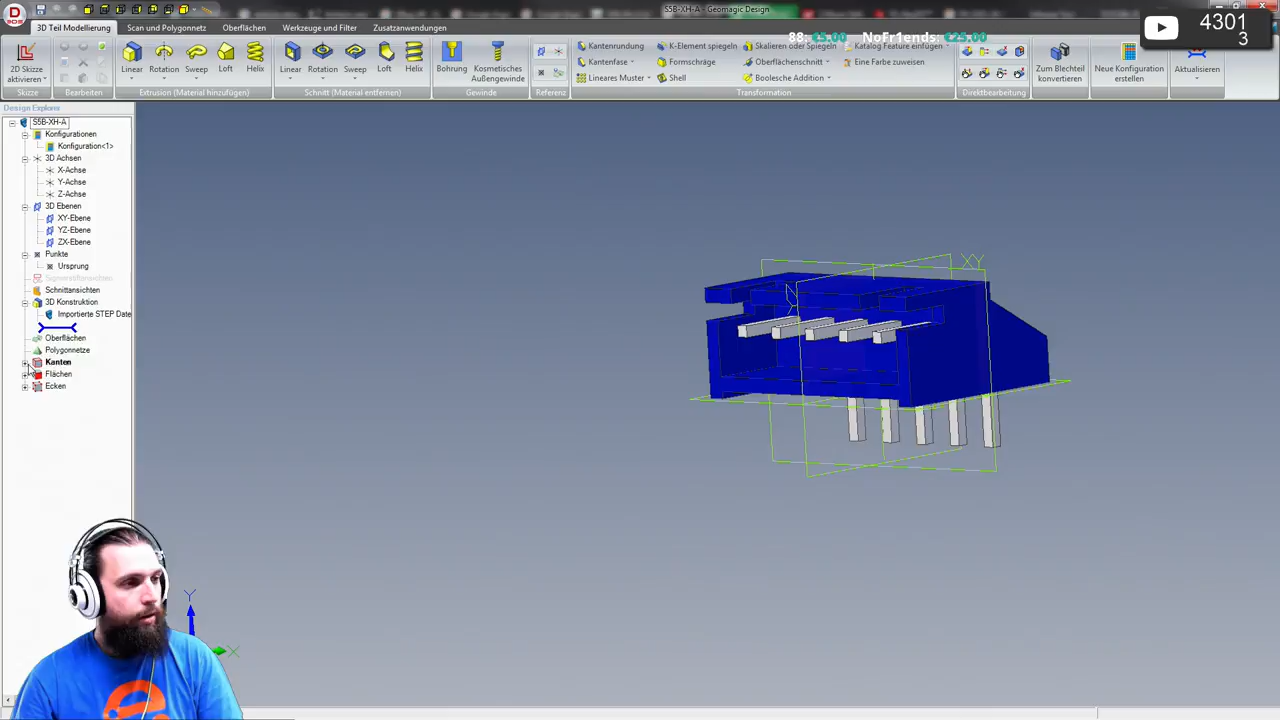 S5B-XH-A - Geomagic Design
3D Teil Modellierung
Scan und Polygonnetz
Oberflächen
Werkzeuge und Filter
Zusatzanwendungen
88: €5.00 NoFr1ends: €25.00
4301
3
2D Skizze aktivieren
Skizze
Bearbeiten
Linear
Rotation
Sweep
Loft
Helix
Extrusion (Material hinzufügen)
Linear
Rotation
Sweep
Loft
Helix
Schnitt (Material entfernen)
Bohrung
Kosmetisches Außengewinde
Gewinde
Referenz
Kantenrundung
Kantenfase
Lineares Muster
K-Element spiegeln
Formschräge
Shell
Skalieren oder Spiegeln
Oberflächenschnitt
Boolesche Addition
Katalog Feature einfügen
Eine Farbe zuweisen
Transformation
Direktbearbeitung
Zum Blechteil konvertieren
Neue Konfiguration erstellen
Aktualisieren
Design Explorer
S5B-XH-A
Konfigurationen
Konfiguration<1>
3D Achsen
X-Achse
Y-Achse
Z-Achse
3D Ebenen
XY-Ebene
YZ-Ebene
ZX-Ebene
Punkte
Ursprung
Schnittansichten
3D Konstruktion
Importierte STEP Date
Oberflächen
Polygonnetze
Kanten
Flächen
Ecken
XY
Y
X